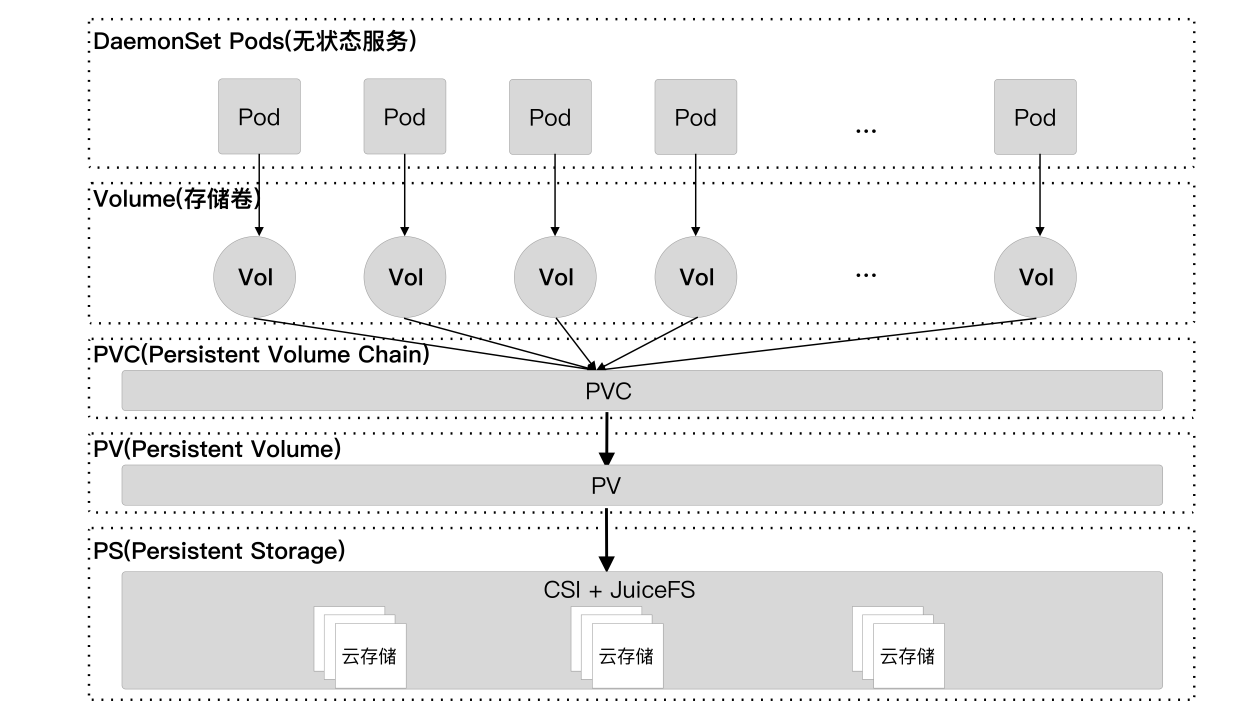 DaemonSet Pods(无状态服务)
Pod Pod Pod Pod ... Pod
Volume(存储卷)
Vol Vol Vol Vol ... Vol
PVC(Persistent Volume Chain)
PVC
PV(Persistent Volume)
PV
PS(Persistent Storage)
CSI + JuiceFS
云存储 云存储 云存储